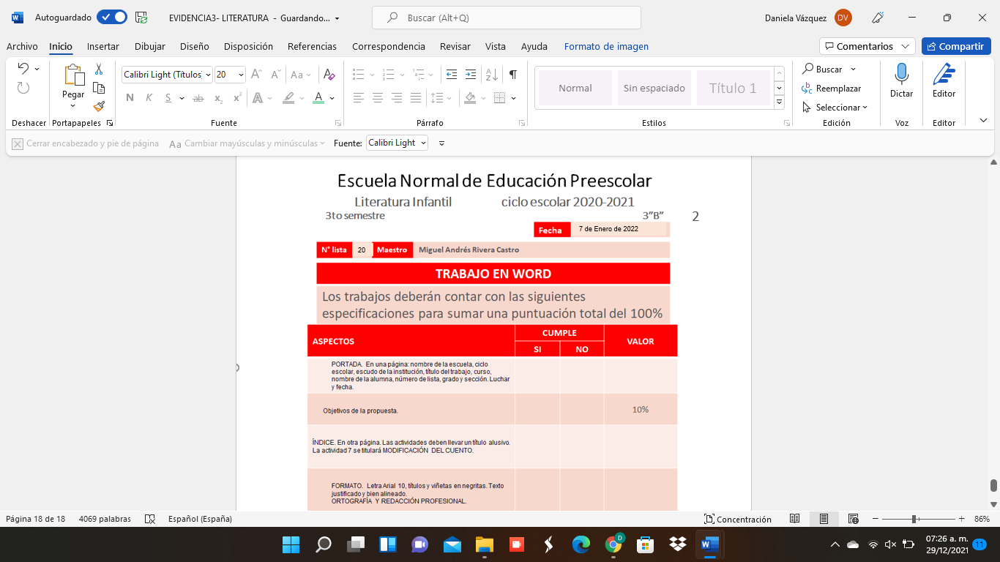 Autoguardado EVIDENCIA3- LITERATURA - Guardando... Buscar (Alt+Q) Daniela Vázquez DV
Archivo Inicio Insertar Dibujar Diseño Disposición Referencias Correspondencia Revisar Vista Ayuda Formato de imagen Comentarios Compartir
Calibri Light (Títulos) 20 Aa
Pegar
N K S ab x₂ x² A A
Normal Sin espaciado Título 1
Buscar
Reemplazar
Seleccionar
Dictar Editor
Deshacer Portapapeles Fuente Párrafo Estilos Edición Voz Editor
Cerrar encabezado y pie de página Aa Cambiar mayúsculas y minúsculas Fuente: Calibri Light
Escuela Normal de Educación Preescolar
Literatura Infantil ciclo escolar 2020-2021
3to semestre 3”B” 2
Fecha 7 de Enero de 2022
N° lista 20 Maestro Miguel Andrés Rivera Castro
TRABAJO EN WORD
Los trabajos deberán contar con las siguientes
especificaciones para sumar una puntuación total del 100%
ASPECTOS CUMPLE VALOR
SI NO
PORTADA. En una página: nombre de la escuela, ciclo
escolar, escudo de la institución, título del trabajo, curso,
nombre de la alumna, número de lista, grado y sección. Luchar
y fecha.
Objetivos de la propuesta. 10%
ÍNDICE. En otra página. Las actividades deben llevar un título alusivo.
La actividad 7 se titulará MODIFICACIÓN DEL CUENTO.
FORMATO. Letra Arial 10, títulos y viñetas en negritas. Texto
justificado y bien alineado.
ORTOGRAFÍA Y REDACCIÓN PROFESIONAL.
Página 18 de 18 4069 palabras Español (España) Concentración 86%
07:26 a. m.
29/12/2021 11